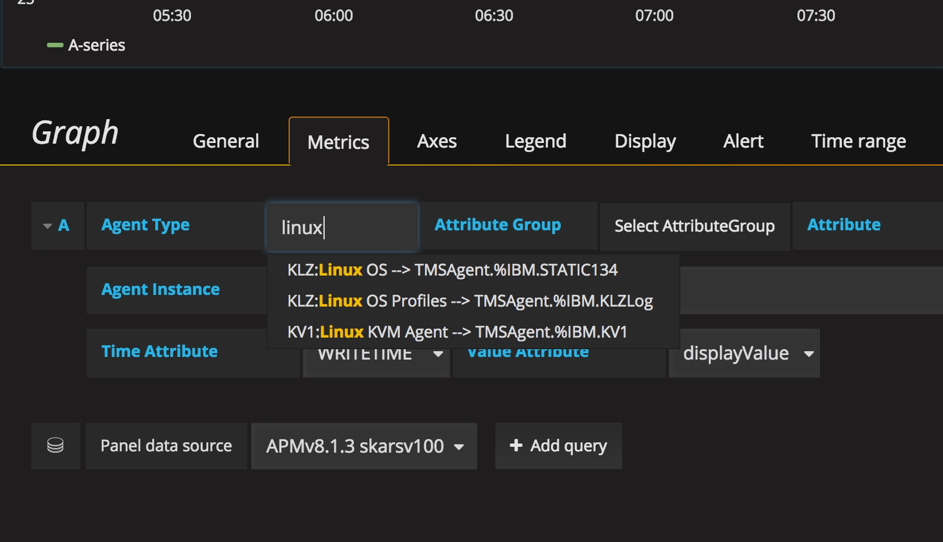 25
05:30 06:00 06:30 07:00 07:30
A-series
Graph General Metrics Axes Legend Display Alert Time range
A Agent Type linux Attribute Group Select AttributeGroup Attribute
KLZ:Linux OS --> TMSAgent.%IBM.STATIC134
Agent Instance
KLZ:Linux OS Profiles --> TMSAgent.%IBM.KLZLog
KV1:Linux KVM Agent --> TMSAgent.%IBM.KV1
Time Attribute WRITETIME Value Attribute displayValue
Panel data source APMv8.1.3 skarsv100 + Add query